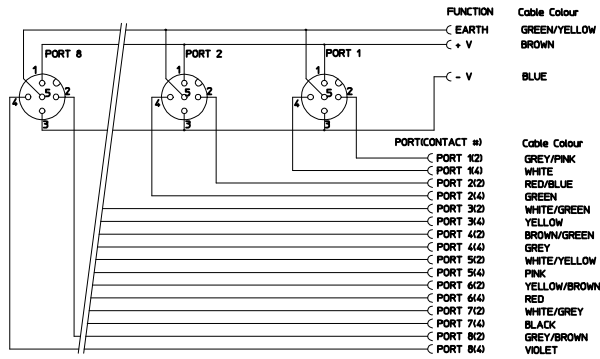 FUNCTION Cable Colour
EARTH GREEN/YELLOW
+ V BROWN
PORT 8 PORT 2 PORT 1
- V BLUE
1 1 1
4 5 2 4 5 2 4 5 2
3 3 3
PORT(CONTACT #) Cable Colour
PORT 1(2) GREY/PINK
PORT 1(4) WHITE
PORT 2(2) RED/BLUE
PORT 2(4) GREEN
PORT 3(2) WHITE/GREEN
PORT 3(4) YELLOW
PORT 4(2) BROWN/GREEN
PORT 4(4) GREY
PORT 5(2) WHITE/YELLOW
PORT 5(4) PINK
PORT 6(2) YELLOW/BROWN
PORT 6(4) RED
PORT 7(2) WHITE/GREY
PORT 7(4) BLACK
PORT 8(2) GREY/BROWN
PORT 8(4) VIOLET